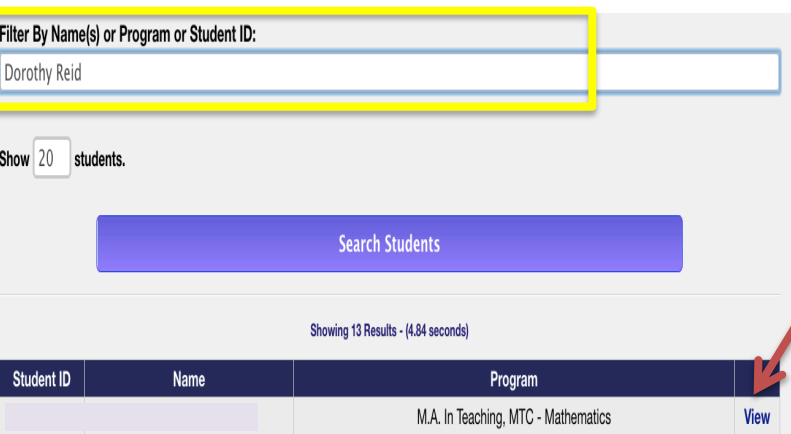 Filter By Name(s) or Program or Student ID:
Dorothy Reid
Show 20 students.
Search Students
Showing 13 Results - (4.84 seconds)
Student ID Name Program
M.A. In Teaching, MTC - Mathematics View